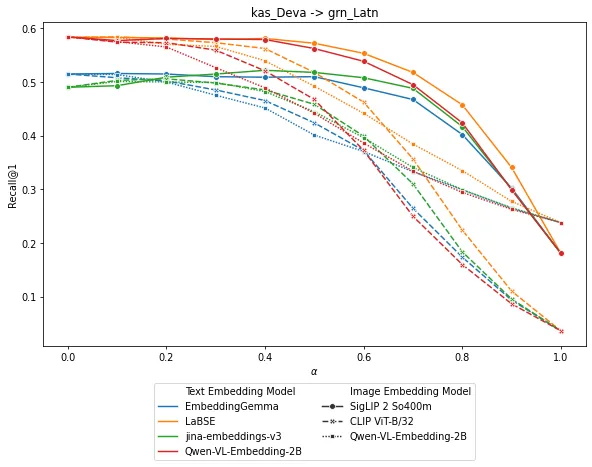 kas_Deva -> grn_Latn
0.6
0.5
0.4
0.3
0.2
0.1
Recall@1
0.0 0.2 0.4 0.6 0.8 1.0
α
Text Embedding Model Image Embedding Model
EmbeddingGemma SigLIP 2 So400m
LaBSE CLIP ViT-B/32
jina-embeddings-v3 Qwen-VL-Embedding-2B
Qwen-VL-Embedding-2B